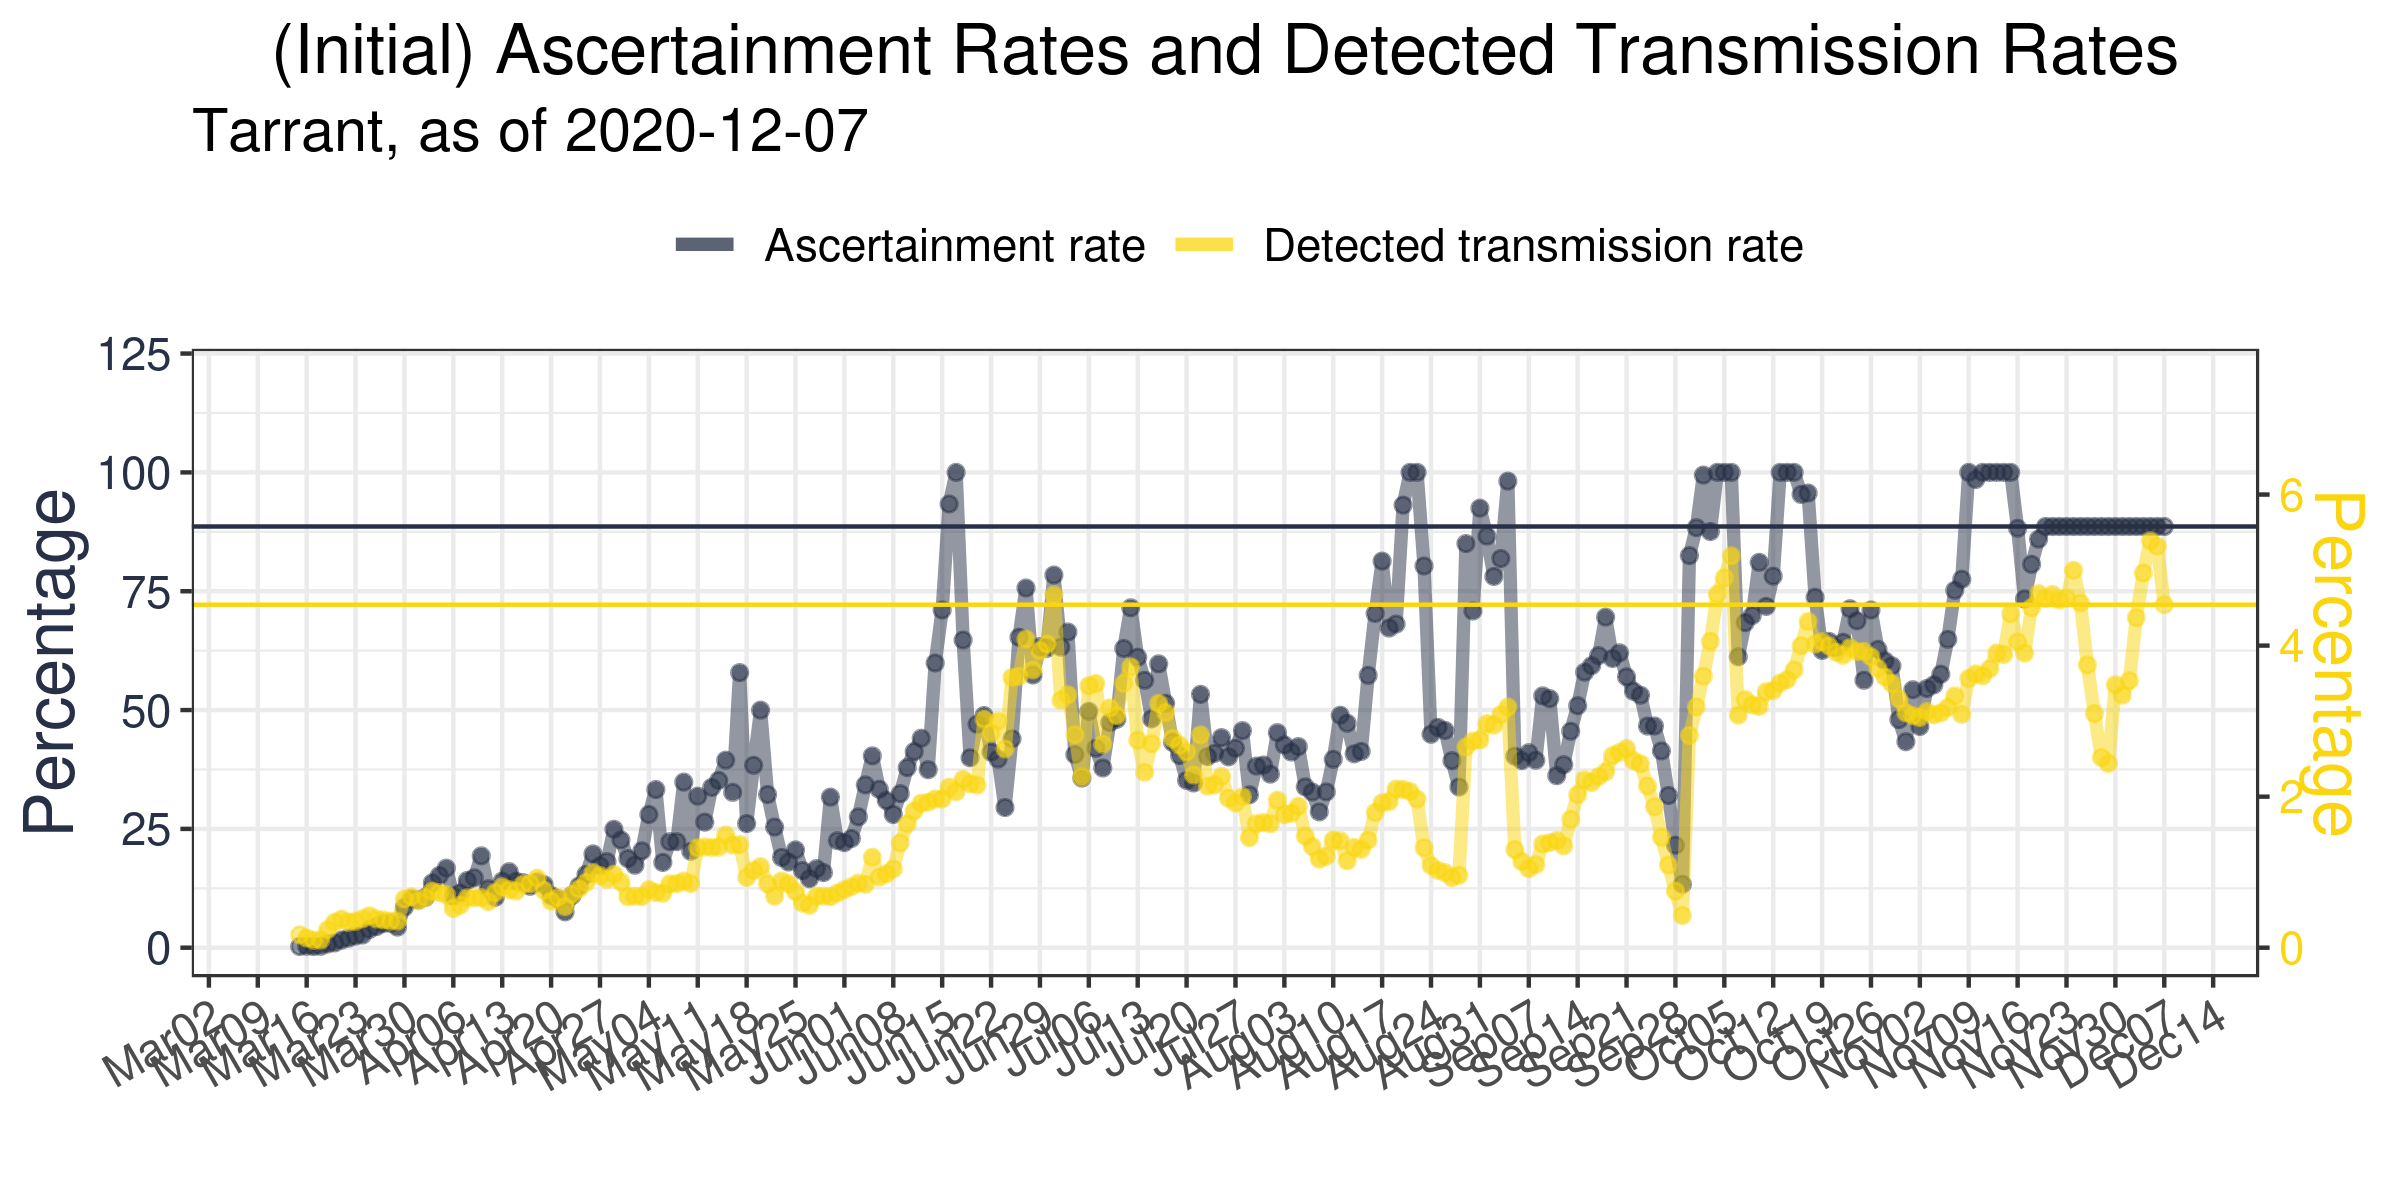 (Initial) Ascertainment Rates and Detected Transmission Rates
Tarrant, as of 2020-12-07
Ascertainment rate
Detected transmission rate
Percentage
125
100
75
50
25
0
6
4
2
0
Percentage
Mar02
Mar09
Mar16
Mar23
Mar30
Apr06
Apr13
Apr20
Apr27
May04
May11
May18
May25
Jun01
Jun08
Jun15
Jun22
Jun29
Jul06
Jul13
Jul20
Jul27
Aug03
Aug10
Aug17
Aug24
Aug31
Sep07
Sep14
Sep21
Sep28
Oct05
Oct12
Oct19
Oct26
Nov02
Nov09
Nov16
Nov23
Nov30
Dec07
Dec14